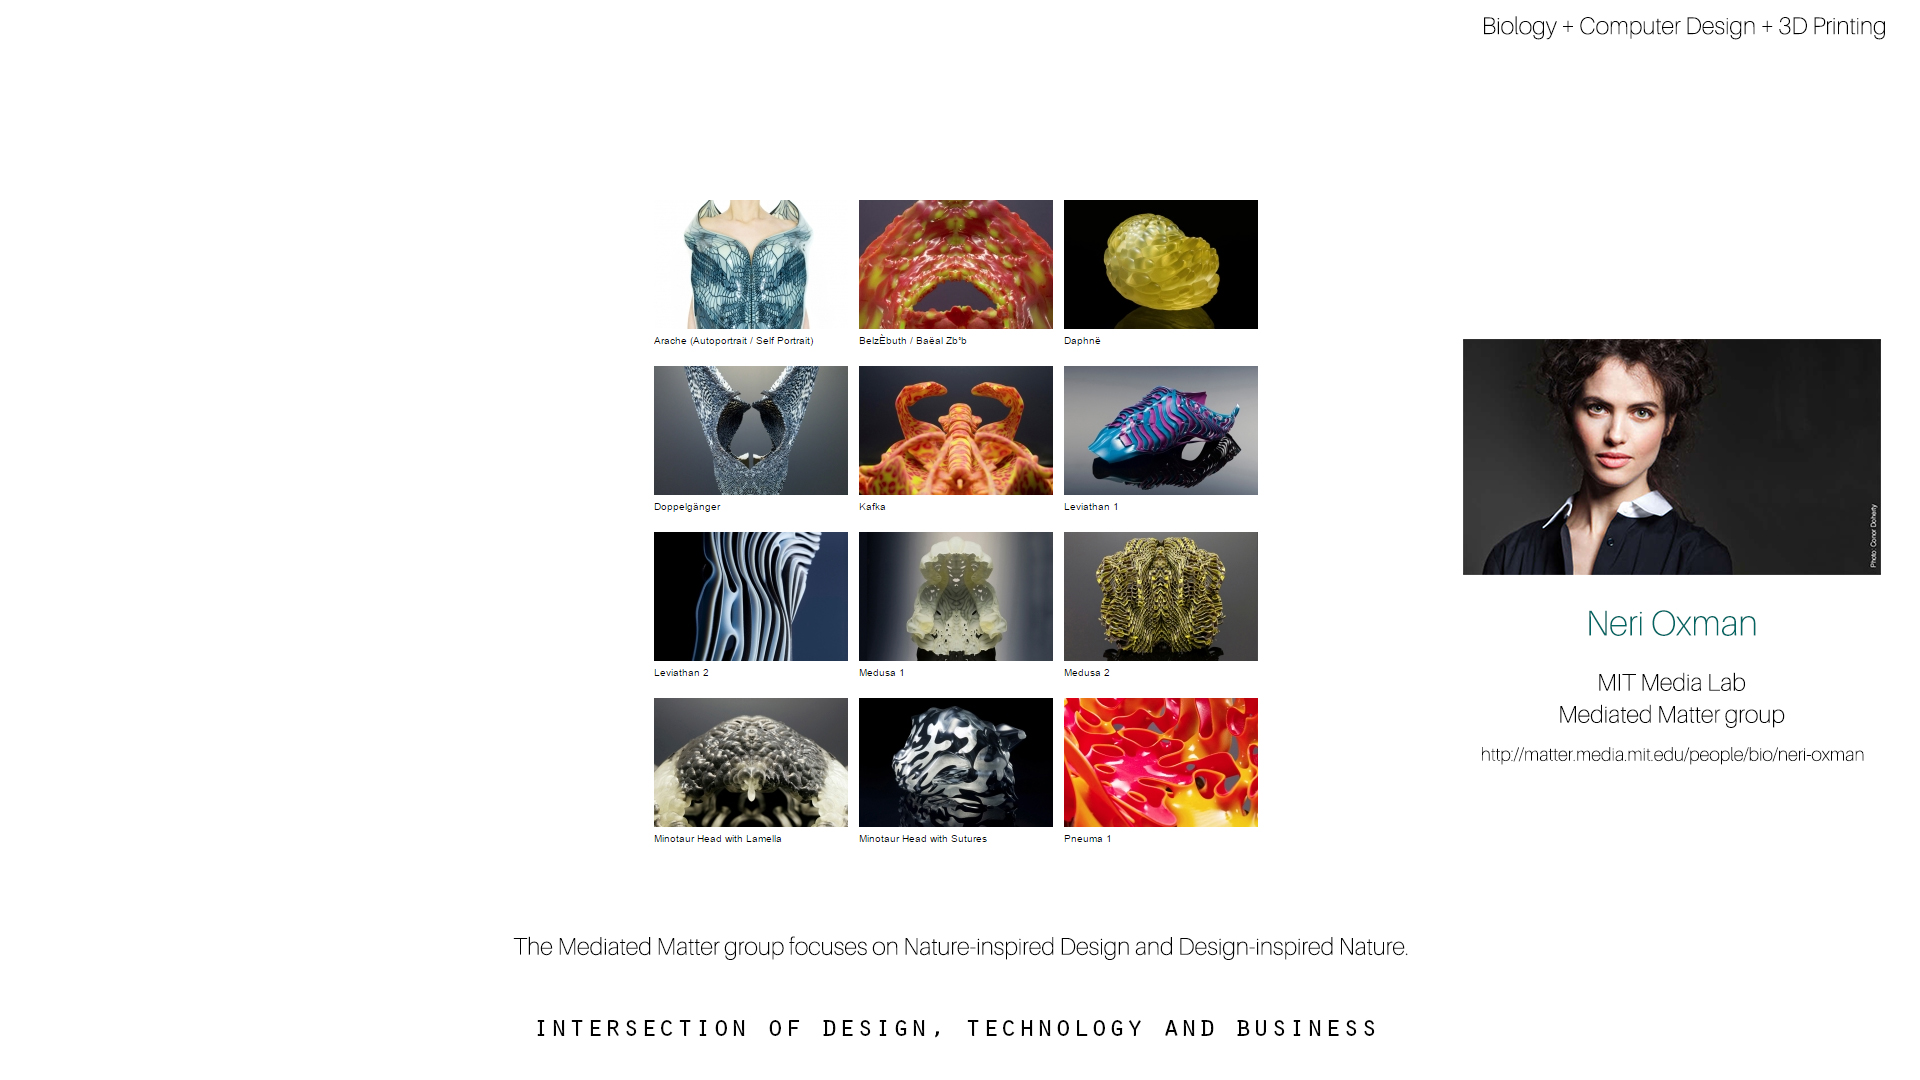 Biology + Computer Design + 3D Printing
Arache (Autoportrait / Self Portrait)
BelzÈbuth / Baëal Zb°b
Daphnë
Doppelgänger
Kafka
Leviathan 1
Leviathan 2
Medusa 1
Medusa 2
Minotaur Head with Lamella
Minotaur Head with Sutures
Pneuma 1
Photo: Conor Doherty
Neri Oxman
MIT Media Lab
Mediated Matter group
http://matter.media.mit.edu/people/bio/neri-oxman
The Mediated Matter group focuses on Nature-inspired Design and Design-inspired Nature.
INTERSECTION OF DESIGN, TECHNOLOGY AND BUSINESS